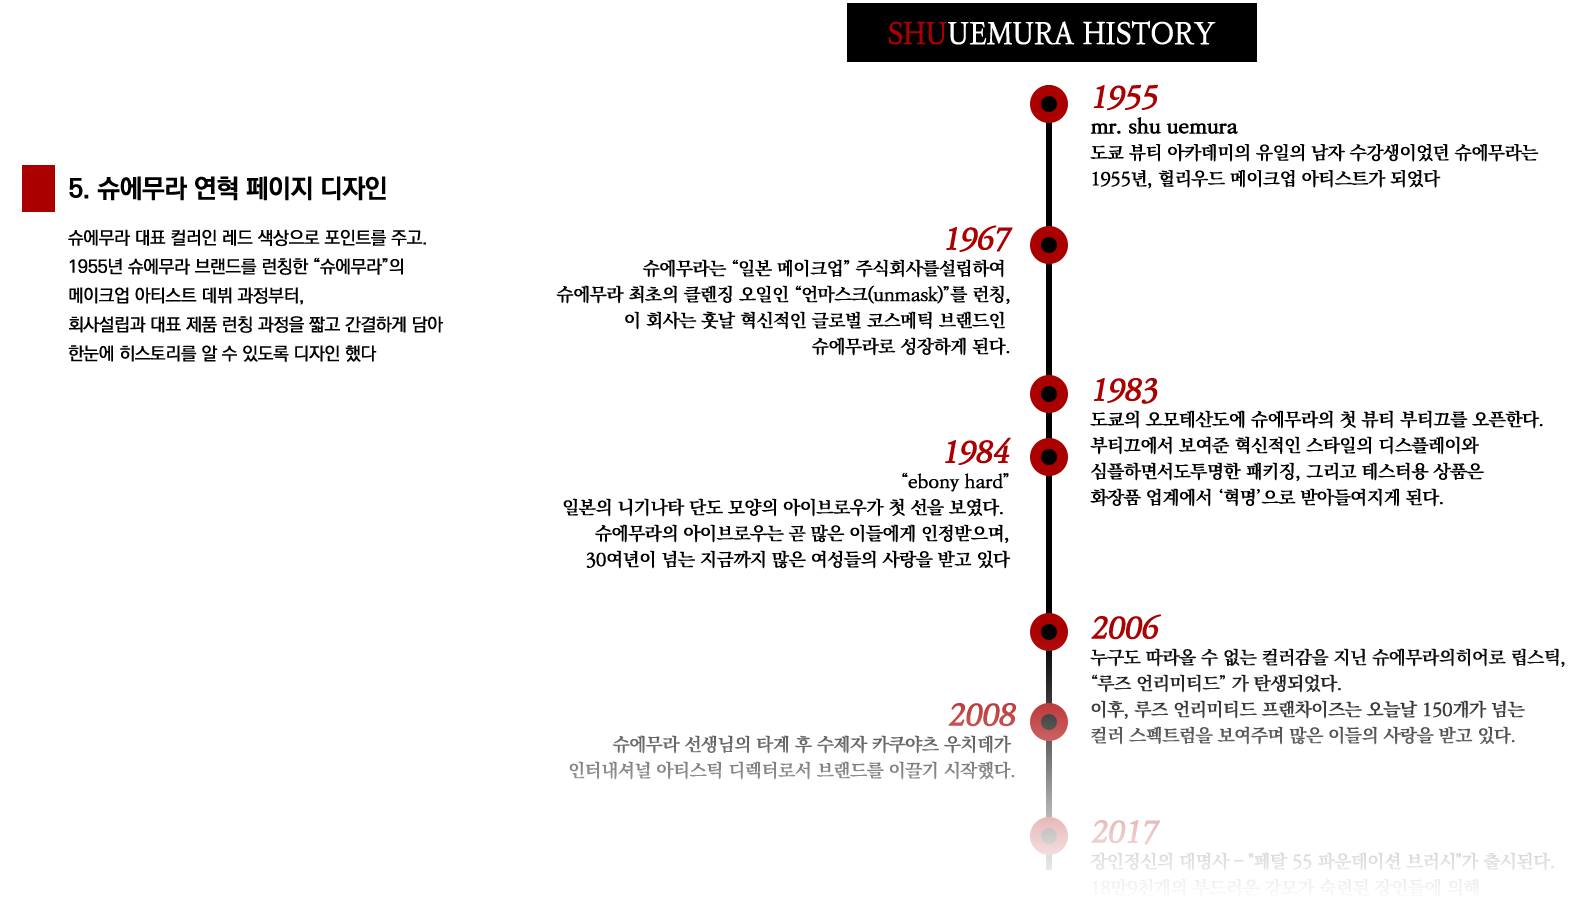 SHUUEMURA HISTORY
5. 슈에무라 연혁 페이지 디자인
슈에무라 대표 컬러인 레드 색상으로 포인트를 주고.
1955년 슈에무라 브랜드를 런칭한 “슈에무라”의
메이크업 아티스트 데뷔 과정부터,
회사설립과 대표 제품 런칭 과정을 짧고 간결하게 담아
한눈에 히스토리를 알 수 있도록 디자인 했다
1955
mr. shu uemura
도쿄 뷰티 아카데미의 유일의 남자 수강생이었던 슈에무라는
1955년, 헐리우드 메이크업 아티스트가 되었다
1967
슈에무라는 “일본 메이크업” 주식회사를설립하여
슈에무라 최초의 클렌징 오일인 “언마스크(unmask)”를 런칭,
이 회사는 훗날 혁신적인 글로벌 코스메틱 브랜드인
슈에무라로 성장하게 된다.
1983
도쿄의 오모테산도에 슈에무라의 첫 뷰티 부티끄를 오픈한다.
부티끄에서 보여준 혁신적인 스타일의 디스플레이와
심플하면서도투명한 패키징, 그리고 테스터용 상품은
화장품 업계에서 ‘혁명’으로 받아들여지게 된다.
1984
“ebony hard”
일본의 니기나타 단도 모양의 아이브로우가 첫 선을 보였다.
슈에무라의 아이브로우는 곧 많은 이들에게 인정받으며,
30여년이 넘는 지금까지 많은 여성들의 사랑을 받고 있다
2006
누구도 따라올 수 없는 컬러감을 지닌 슈에무라의히어로 립스틱,
“루즈 언리미티드” 가 탄생되었다.
이후, 루즈 언리미티드 프랜차이즈는 오늘날 150개가 넘는
컬러 스펙트럼을 보여주며 많은 이들의 사랑을 받고 있다.
2008
슈에무라 선생님의 타계 후 수제자 카쿠야츠 우치데가
인터내셔널 아티스틱 디렉터로서 브랜드를 이끌기 시작했다.
2017
장인정신의 대명사 – "페탈 55 파운데이션 브러시"가 출시된다.
18만9천개의 부드러운 강모가 숙련된 장인들에 의해